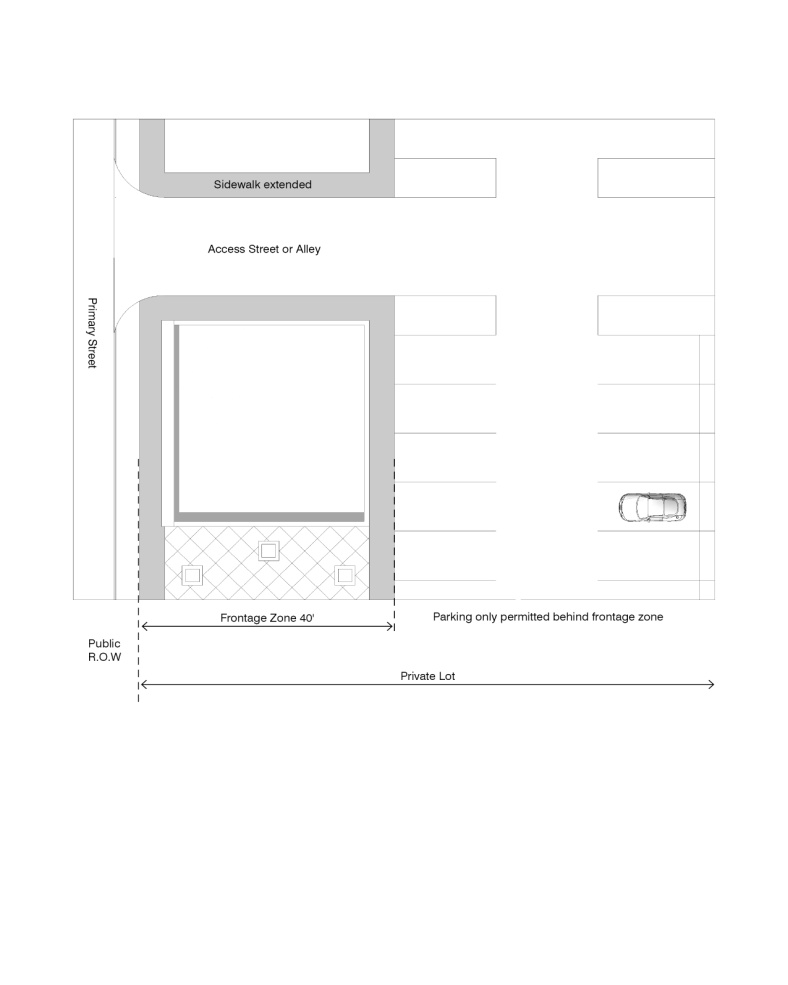 Sidewalk extended
Access Street or Alley
Primary Street
Frontage Zone 40'
Parking only permitted behind frontage zone
Public
R.O.W
Private Lot